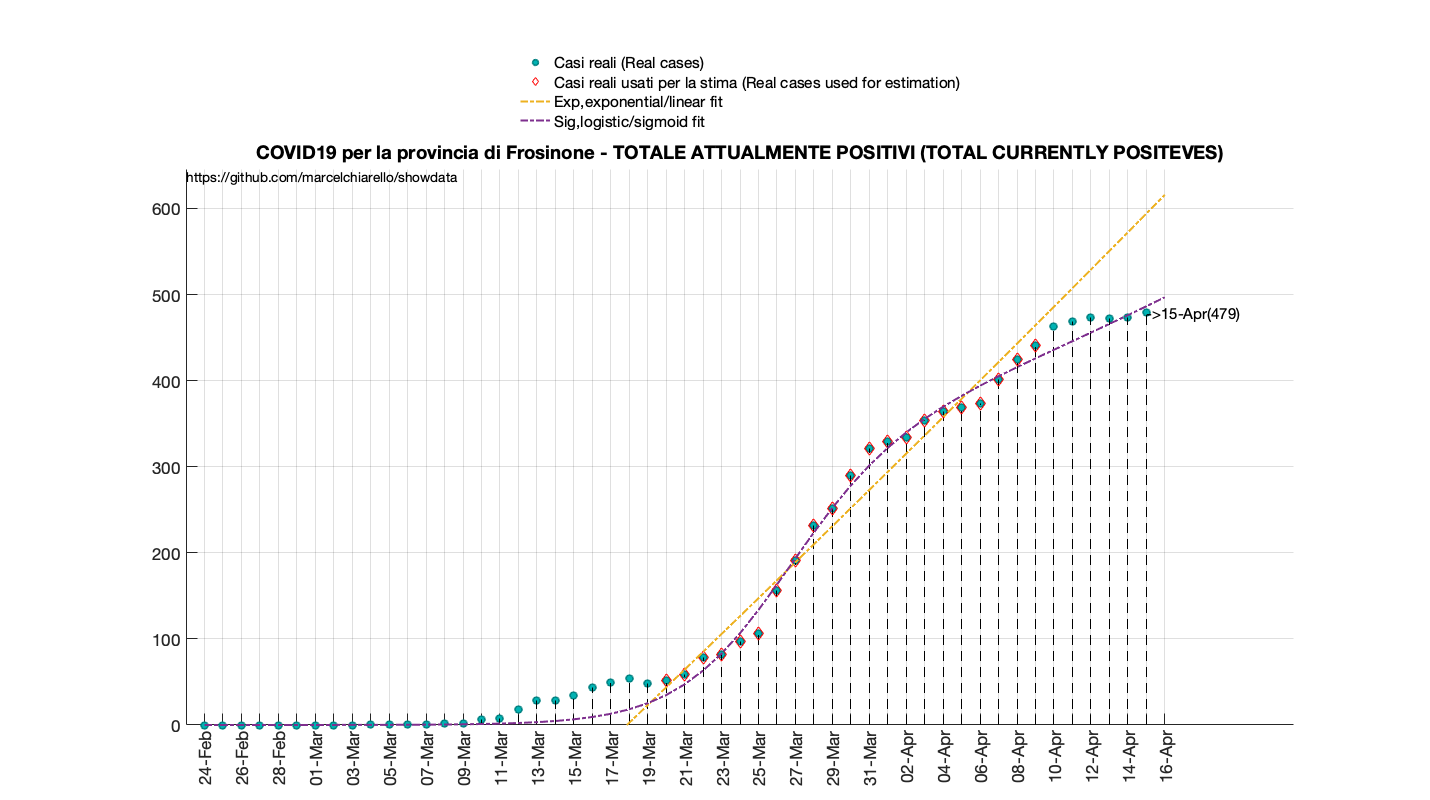 Casi reali (Real cases)
Casi reali usati per la stima (Real cases used for estimation)
Exp,exponential/linear fit
Sig,logistic/sigmoid fit
COVID19 per la provincia di Frosinone - TOTALE ATTUALMENTE POSITIVI (TOTAL CURRENTLY POSITEVES)
https://github.com/marcelchiarello/showdata
600
500
->15-Apr(479)
400
300
200
100
0
24-Feb
26-Feb
28-Feb
01-Mar
03-Mar
05-Mar
07-Mar
09-Mar
11-Mar
13-Mar
15-Mar
17-Mar
19-Mar
21-Mar
23-Mar
25-Mar
27-Mar
29-Mar
31-Mar
02-Apr
04-Apr
06-Apr
08-Apr
10-Apr
12-Apr
14-Apr
16-Apr